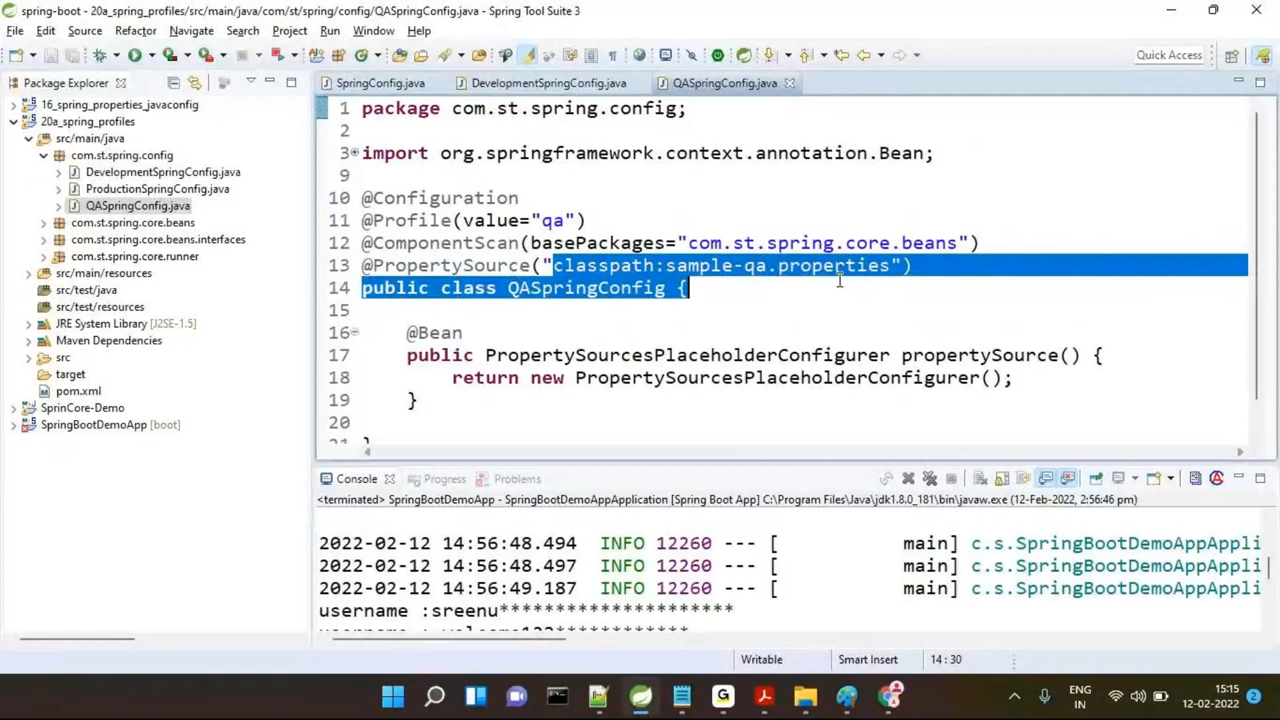 spring-boot - 20a_spring_profiles/src/main/java/com/st/spring/config/QASpringConfig.java - Spring Tool Suite 3
File Edit Source Refactor Navigate Search Project Run Window Help
Quick Access
Package Explorer
16_spring_properties_javaconfig
20a_spring_profiles
src/main/java
com.st.spring.config
DevelopmentSpringConfig.java
ProductionSpringConfig.java
QASpringConfig.java
com.st.spring.core.beans
com.st.spring.core.beans.interfaces
com.st.spring.core.runner
src/main/resources
src/test/java
src/test/resources
JRE System Library [J2SE-1.5]
Maven Dependencies
src
target
pom.xml
SprinCore-Demo
SpringBootDemoApp [boot]
SpringConfig.java DevelopmentSpringConfig.java QASpringConfig.java
1 package com.st.spring.config;
2
3 import org.springframework.context.annotation.Bean;
9
10 @Configuration
11 @Profile(value="qa")
12 @ComponentScan(basePackages="com.st.spring.core.beans")
13 @PropertySource("classpath:sample-qa.properties")
14 public class QASpringConfig {
15
16 @Bean
17 public PropertySourcesPlaceholderConfigurer propertySource() {
18 return new PropertySourcesPlaceholderConfigurer();
19 }
20
21 }
Console Progress Problems
<terminated> SpringBootDemoApp - SpringBootDemoAppApplication [Spring Boot App] C:\Program Files\Java\jdk1.8.0_181\bin\javaw.exe (12-Feb-2022, 2:56:46 pm)
2022-02-12 14:56:48.494 INFO 12260 --- [ main] c.s.SpringBootDemoAppAppli
2022-02-12 14:56:48.497 INFO 12260 --- [ main] c.s.SpringBootDemoAppAppli
2022-02-12 14:56:49.187 INFO 12260 --- [ main] c.s.SpringBootDemoAppAppli
username :sreenu*********************
Writable Smart Insert 14 : 30
ENG
IN
15:15
12-02-2022
2